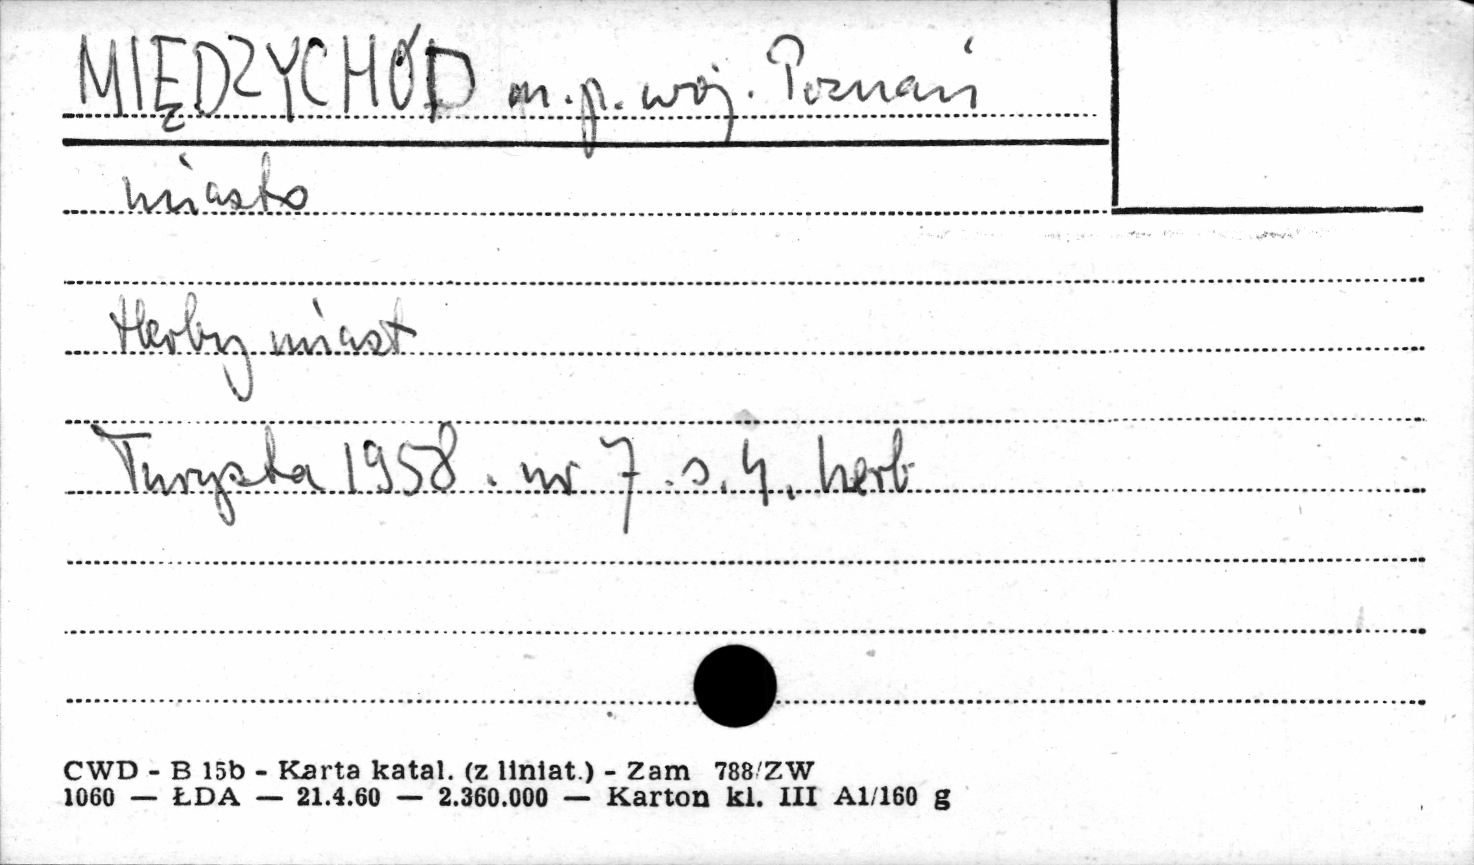 MIĘDZYCHÓD m. p. woj. Poznań
miasto
Herby miast
Turysta 1958. nr 7. s. 4. herb
CWD - B 15b - Karta katal. (z liniat.) - Zam 788/ZW
1060 — ŁDA — 21.4.60 — 2.360.000 — Karton kl. III A1/160 g